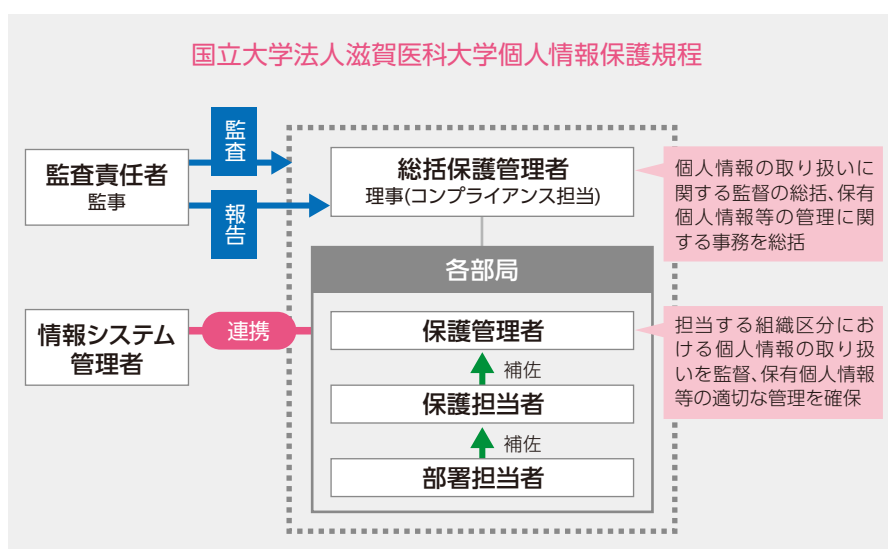 国立大学法人滋賀医科大学個人情報保護規程
監査
監査責任者
監事
報告
総括保護管理者
理事(コンプライアンス担当)
個人情報の取り扱いに
関する監督の総括、保有
個人情報等の管理に関
する事務を総括
各部局
情報システム
管理者
連携
保護管理者
担当する組織区分にお
ける個人情報の取り扱
いを監督、保有個人情報
等の適切な管理を確保
補佐
保護担当者
補佐
部署担当者